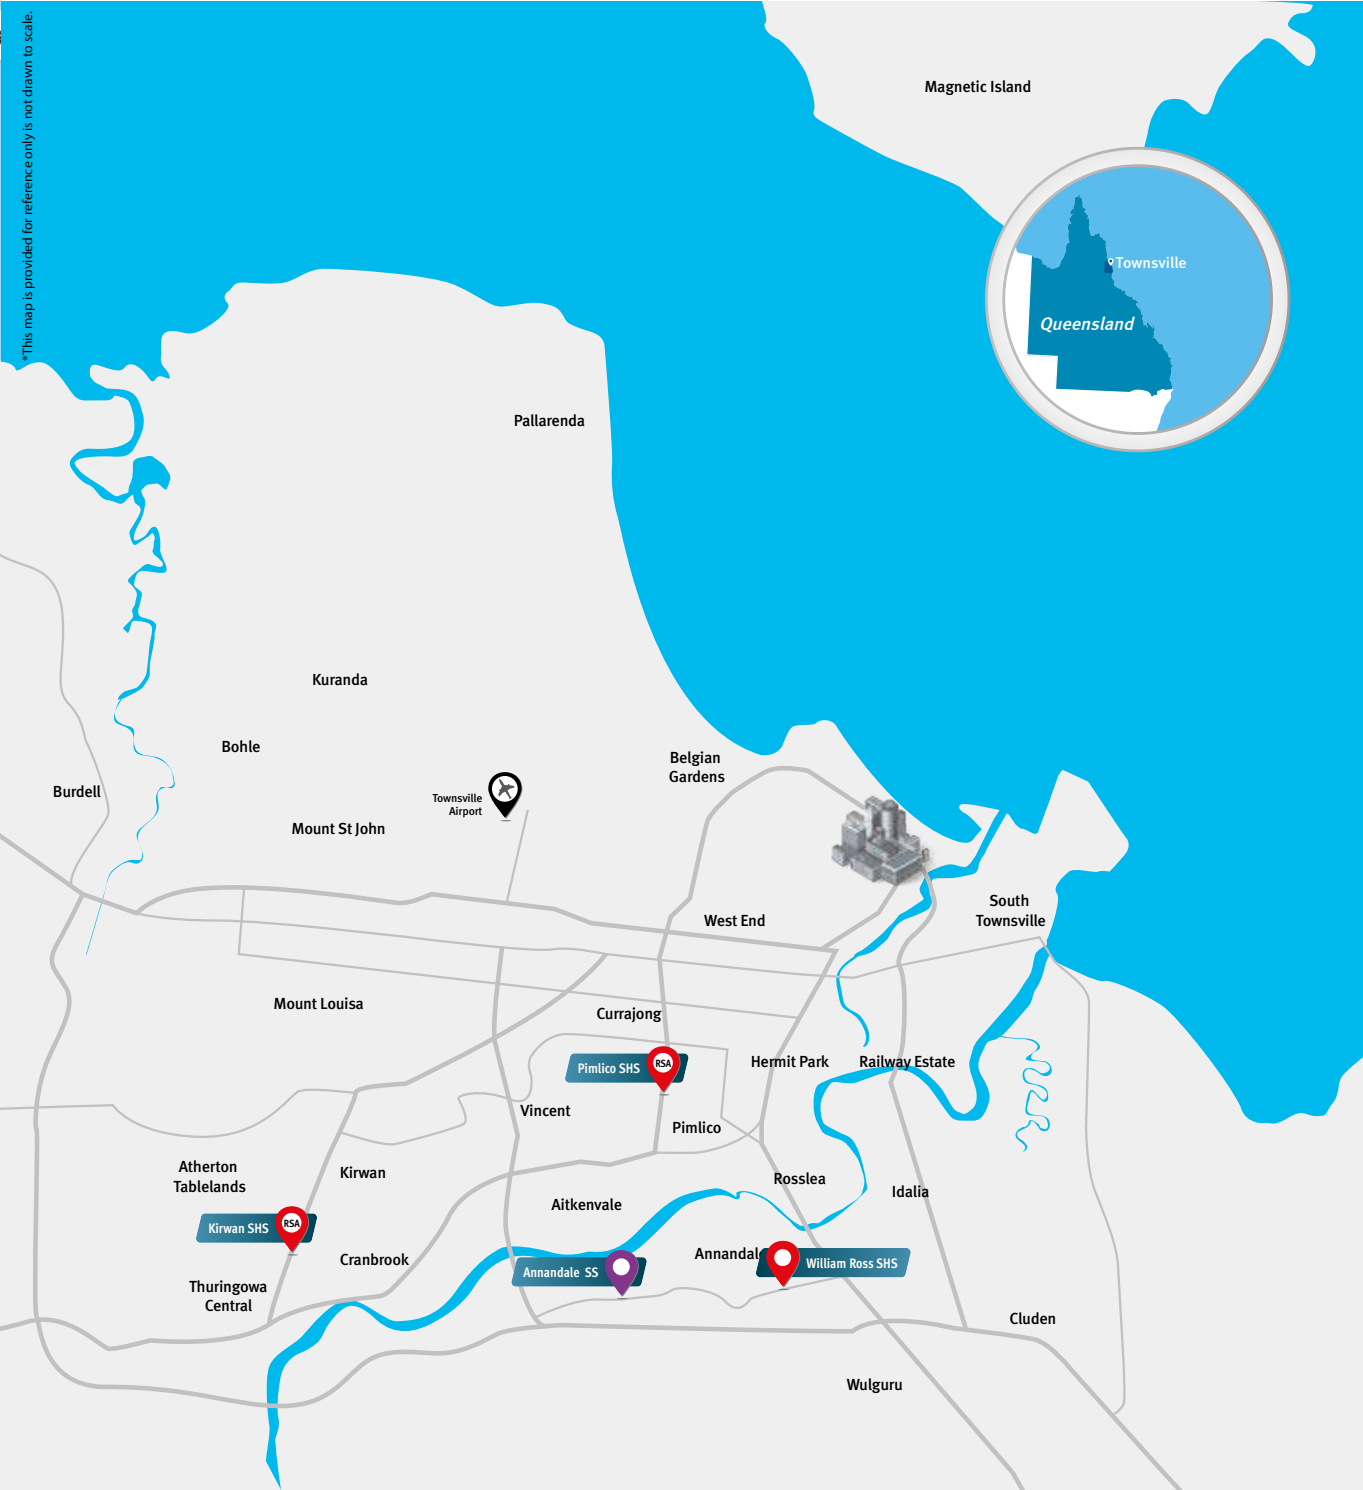 *This map is provided for reference only is not drawn to scale.
Magnetic Island
Townsville
Queensland
Pallarenda
Kuranda
Bohle
Belgian
Gardens
Burdell
Townsville
Airport
Mount St John
South
Townsville
West End
Mount Louisa
Currajong
Pimlico SHS
RSA
Hermit Park
Railway Estate
Vincent
Pimlico
Atherton
Tablelands
Kirwan
Rosslea
Idalia
Aitkenvale
Kirwan SHS
RSA
Cranbrook
Annandal
William Ross SHS
Annandale SS
Thuringowa
Central
Cluden
Wulguru